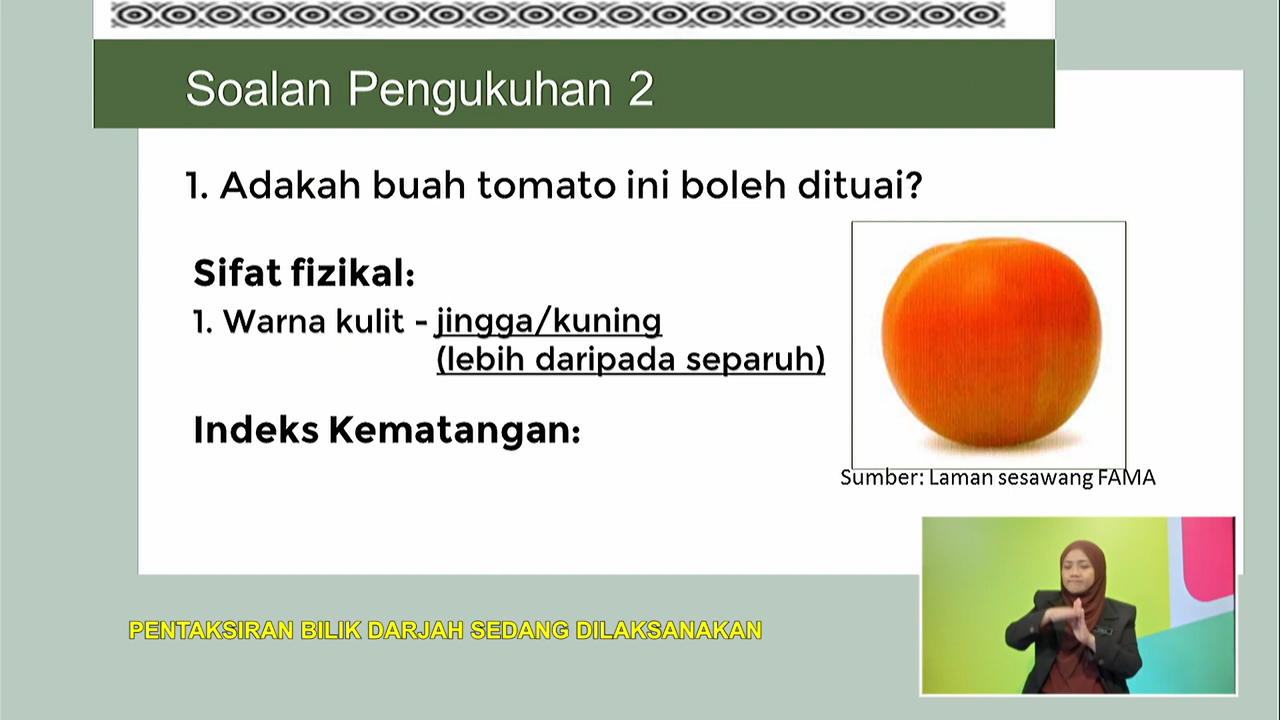 Soalan Pengukuhan 2
1. Adakah buah tomato ini boleh dituai?
Sifat fizikal:
1. Warna kulit - jingga/kuning
(lebih daripada separuh)
Indeks Kematangan:
Sumber: Laman sesawang FAMA
PENTAKSIRAN BILIK DARJAH SEDANG DILAKSANAKAN